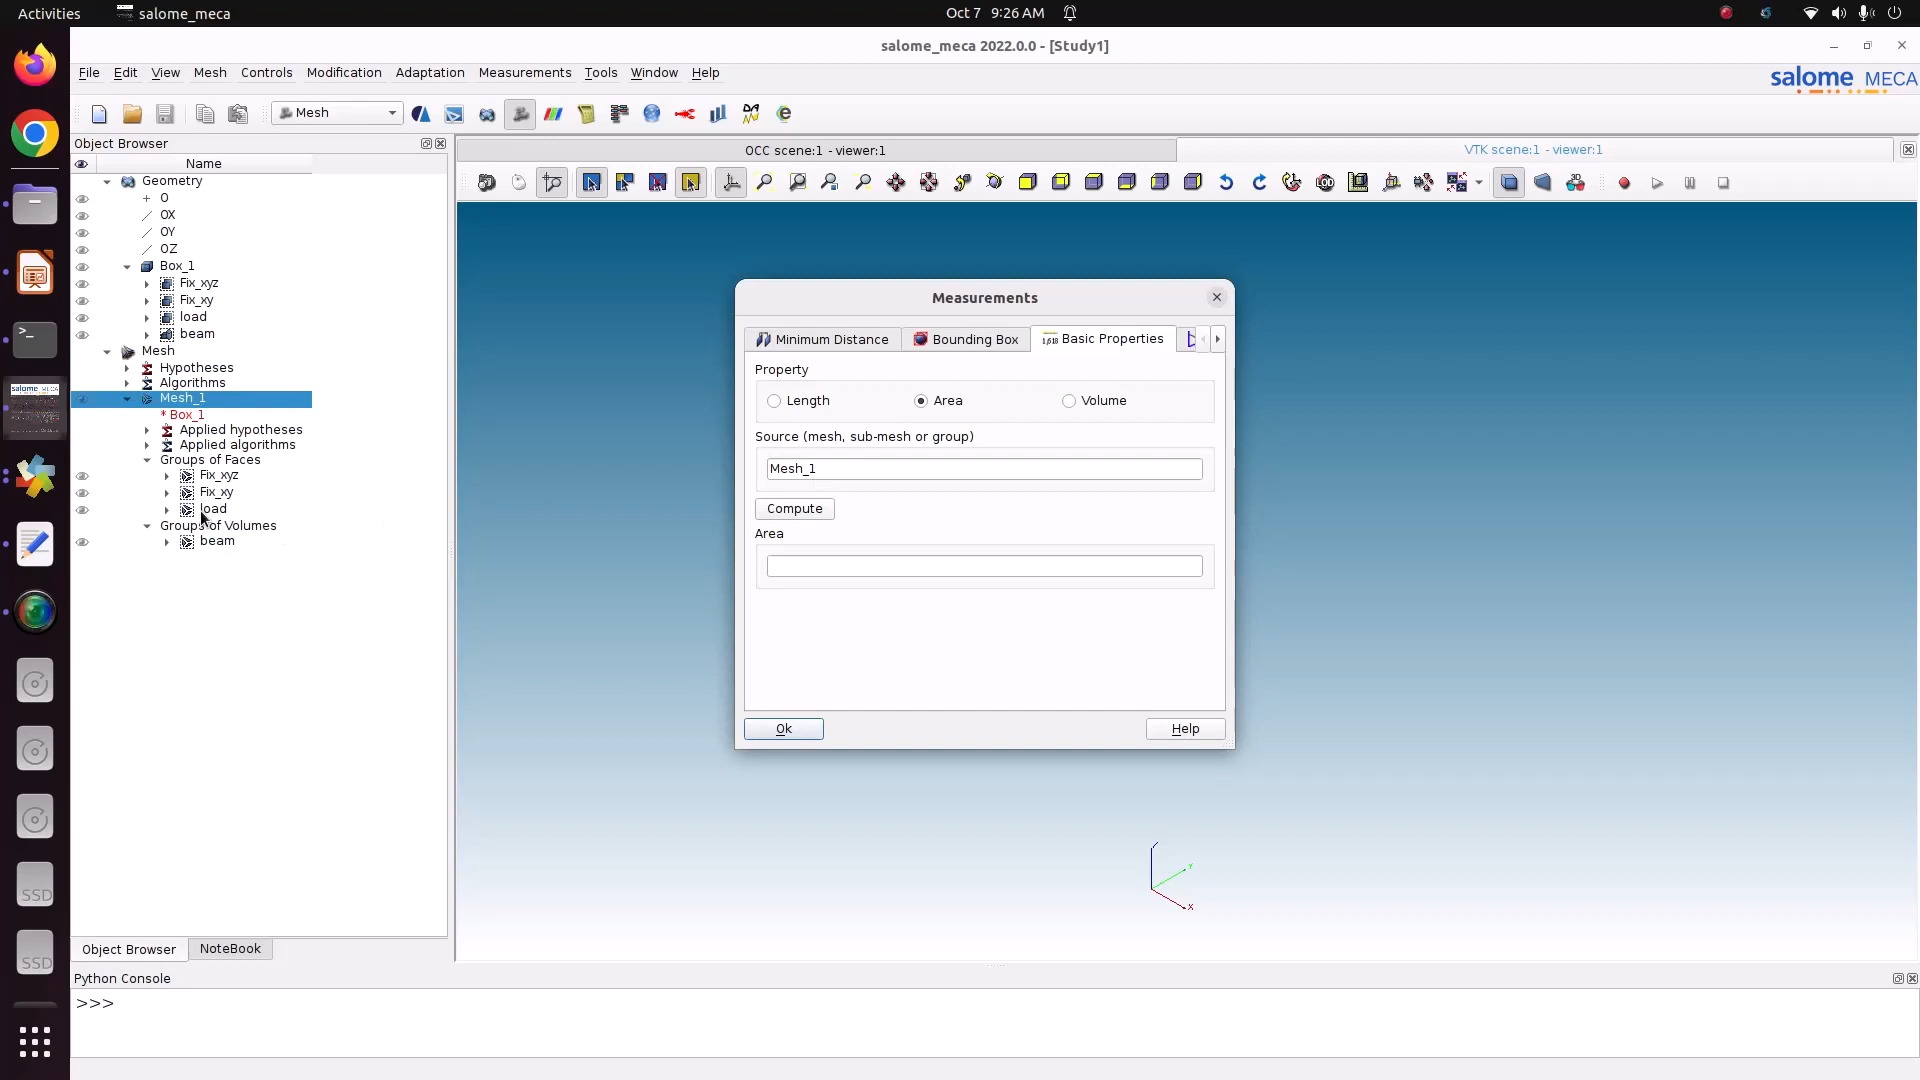 Activities
salome_meca
Oct 7 9:26 AM
salome_meca 2022.0.0 - [Study1]
File Edit View Mesh Controls Modification Adaptation Measurements Tools Window Help
salome MECA
Mesh
Object Browser
OCC scene:1 - viewer:1
VTK scene:1 - viewer:1
Name
Geometry
O
OX
OY
OZ
Box_1
Fix_xyz
Fix_xy
load
beam
Mesh
Hypotheses
Algorithms
Mesh_1
* Box_1
Applied hypotheses
Applied algorithms
Groups of Faces
Fix_xyz
Fix_xy
load
Groups of Volumes
beam
Measurements
Minimum Distance
Bounding Box
Basic Properties
Property
Length
Area
Volume
Source (mesh, sub-mesh or group)
Mesh_1
Compute
Area
Ok
Help
X
Y
SSD
SSD
Object Browser
NoteBook
Python Console
>>>